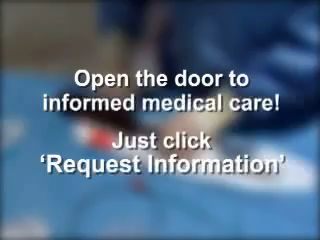 Open the door to
informed medical care!
Just click
‘Request Information’